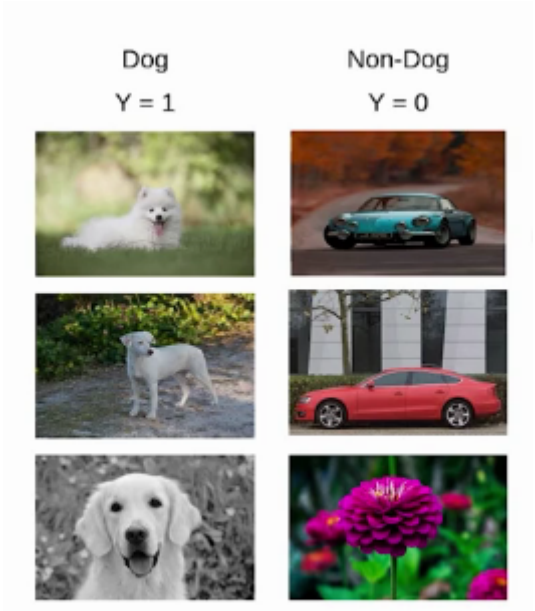 Dog
Non-Dog
Y = 1
Y = 0